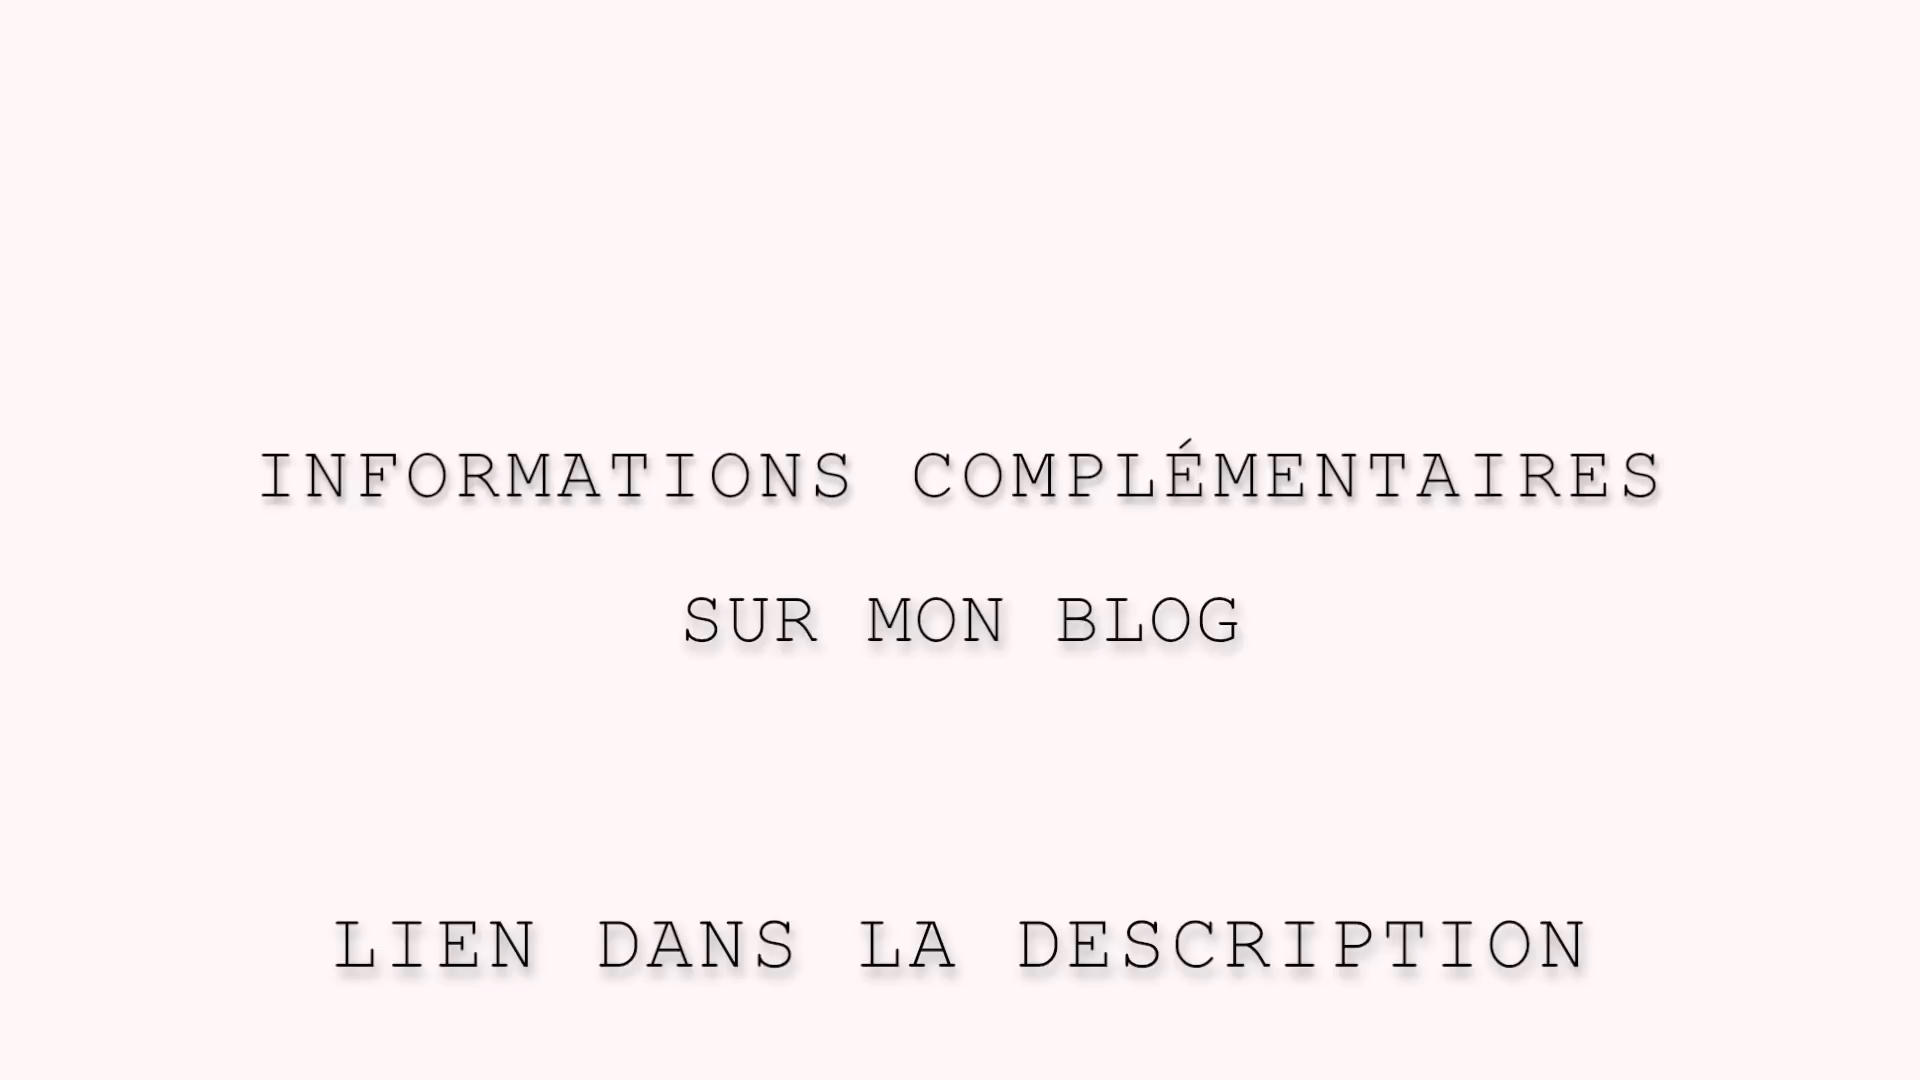 INFORMATIONS COMPLÉMENTAIRES
SUR MON BLOG
LIEN DANS LA DESCRIPTION